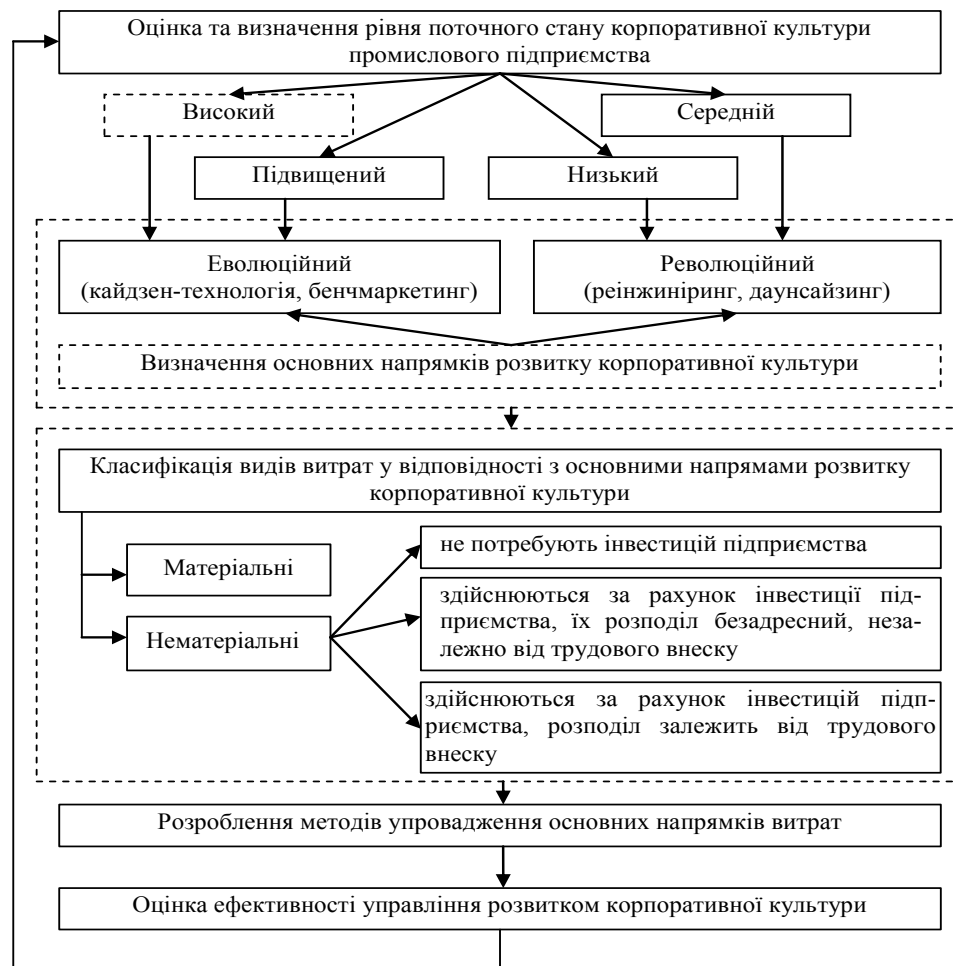 Оцінка та визначення рівня поточного стану корпоративної культури
промислового підприємства
Високий
Середній
Підвищений
Низький
Еволюційний
(кайдзен-технологія, бенчмаркетинг)
Революційний
(реінжиніринг, даунсайзинг)
Визначення основних напрямків розвитку корпоративної культури
Класифікація видів витрат у відповідності з основними напрямами розвитку
корпоративної культури
Матеріальні
Нематеріальні
не потребують інвестицій підприємства
здійснюються за рахунок інвестиції під-
приємства, їх розподіл безадресний, неза-
лежно від трудового внеску
здійснюються за рахунок інвестицій підп-
риємства, розподіл залежить від трудового
внеску
Розроблення методів упровадження основних напрямків витрат
Оцінка ефективності управління розвитком корпоративної культури